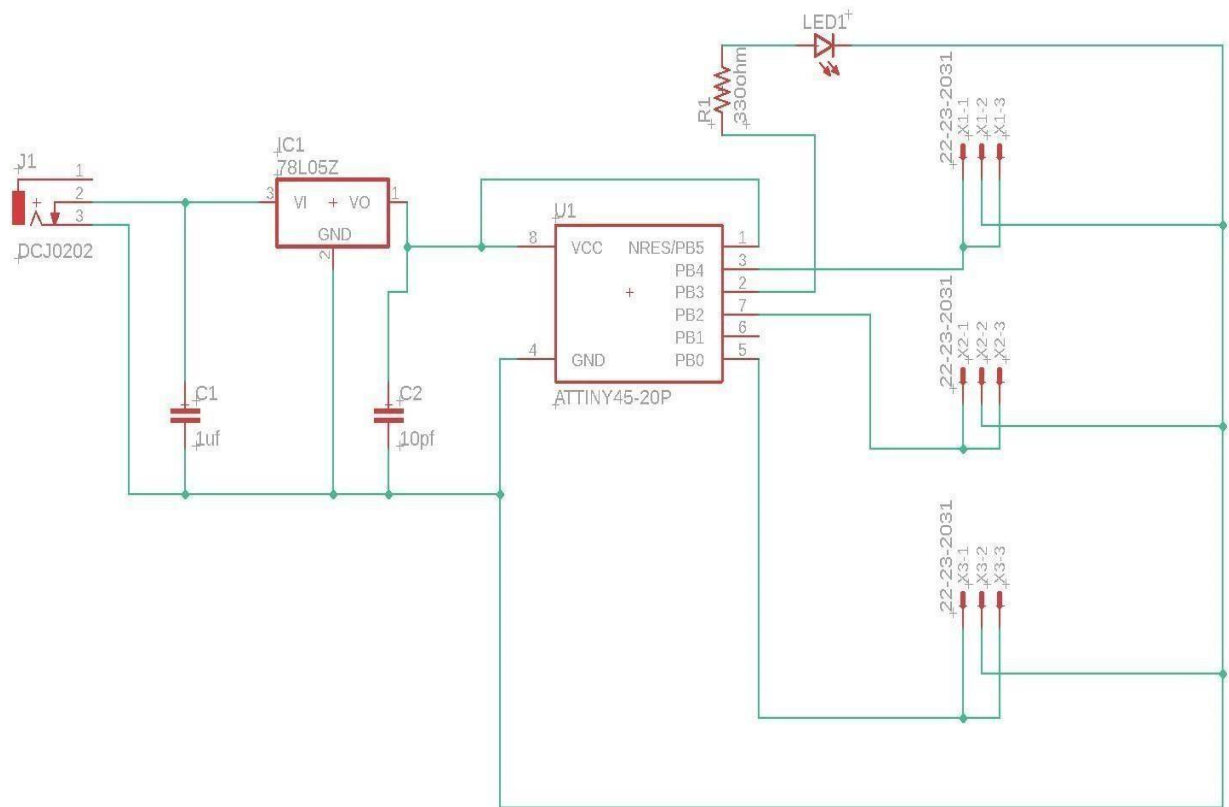 LED1
R1
330ohm
22-23-2031
X1-1
X1-2
X1-3
J1
1
2
3
DCJ0202
IC1
78L05Z
3
VI
VO
1
GND
2
U1
8
VCC
NRES/PB5
1
PB4
3
PB3
2
PB2
7
PB1
6
4
GND
PB0
5
ATTINY45-20P
22-23-2031
X2-1
X2-2
X2-3
C1
1uf
C2
10pf
22-23-2031
X3-1
X3-2
X3-3